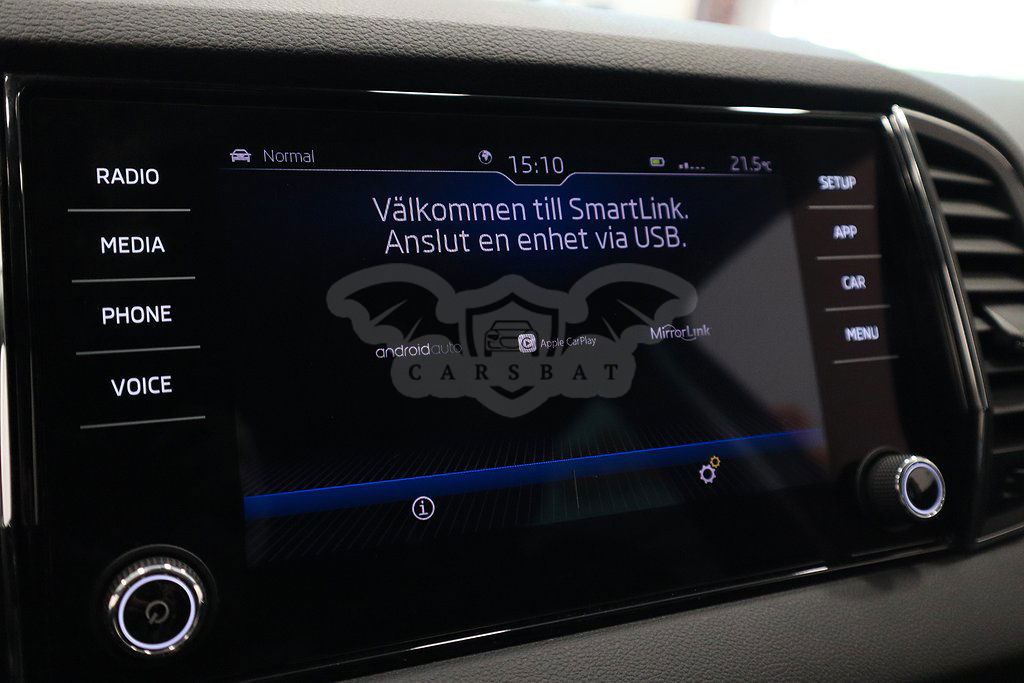 RADIO
MEDIA
PHONE
VOICE
Normal
15:10
21.5°C
Välkommen till SmartLink.
Anslut en enhet via USB.
androidauto
Apple CarPlay
MirrorLink
CARSBAT
SETUP
APP
CAR
MENU